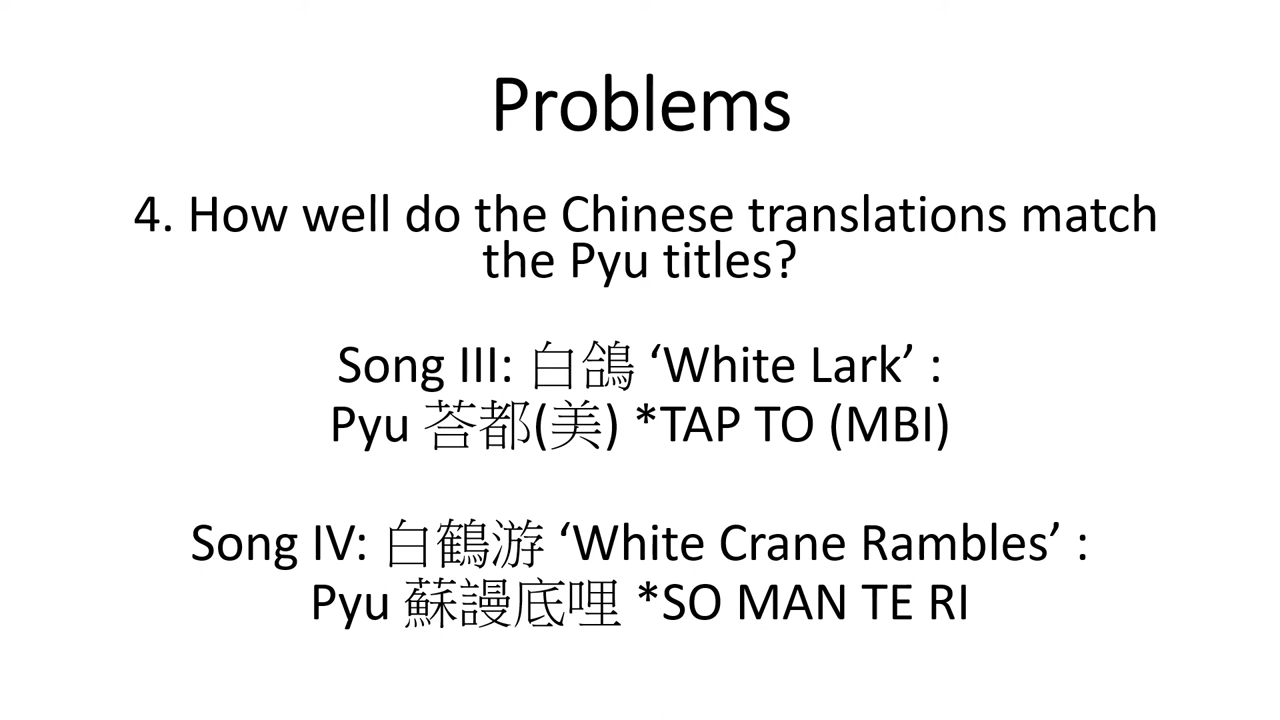 Problems
4. How well do the Chinese translations match
the Pyu titles?
Song III: 白鴿 ‘White Lark’ :
Pyu 荅都(美) *TAP TO (MBI)
Song IV: 白鶴游 ‘White Crane Rambles’ :
Pyu 蘇謾底哩 *SO MAN TE RI